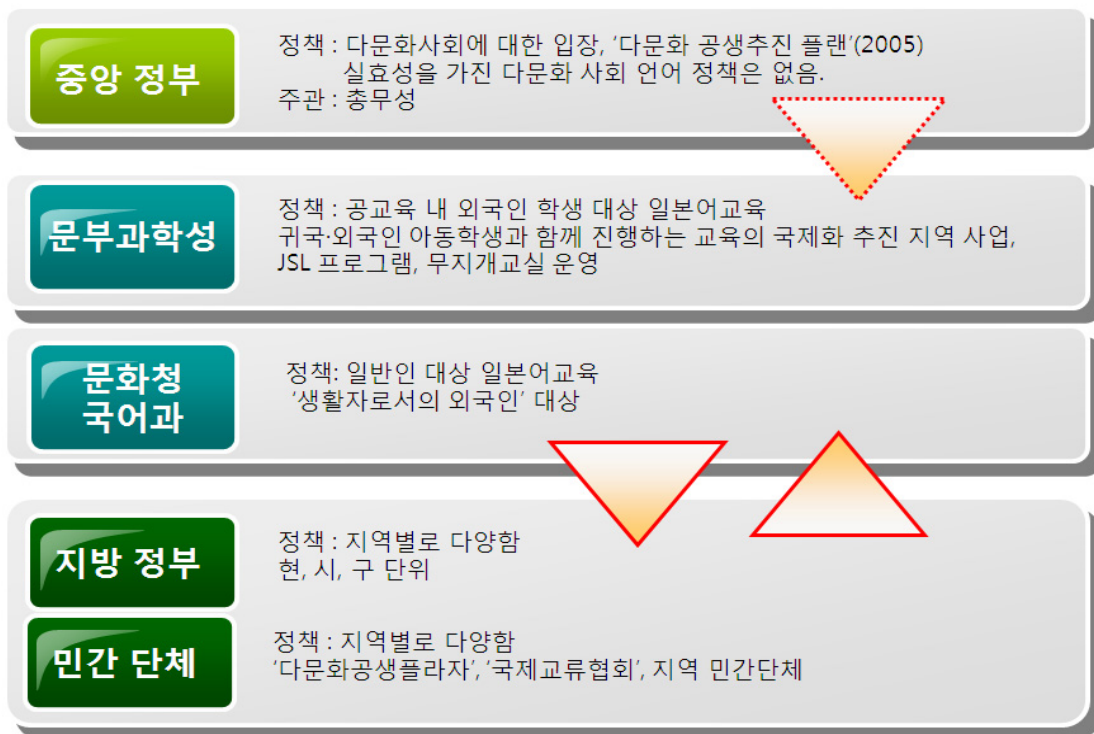 중앙 정부
정책 : 다문화사회에 대한 입장, ‘다문화 공생추진 플랜’(2005)
실효성을 가진 다문화 사회 언어 정책은 없음.
주관 : 총무성
문부과학성
정책 : 공교육 내 외국인 학생 대상 일본어교육
귀국·외국인 아동학생과 함께 진행하는 교육의 국제화 추진 지역 사업,
JSL 프로그램, 무지개교실 운영
문화청
국어과
정책: 일반인 대상 일본어교육
‘생활자로서의 외국인’ 대상
지방 정부
정책 : 지역별로 다양함
현, 시, 구 단위
민간 단체
정책 : 지역별로 다양함
‘다문화공생플라자’, ‘국제교류협회’, 지역 민간단체